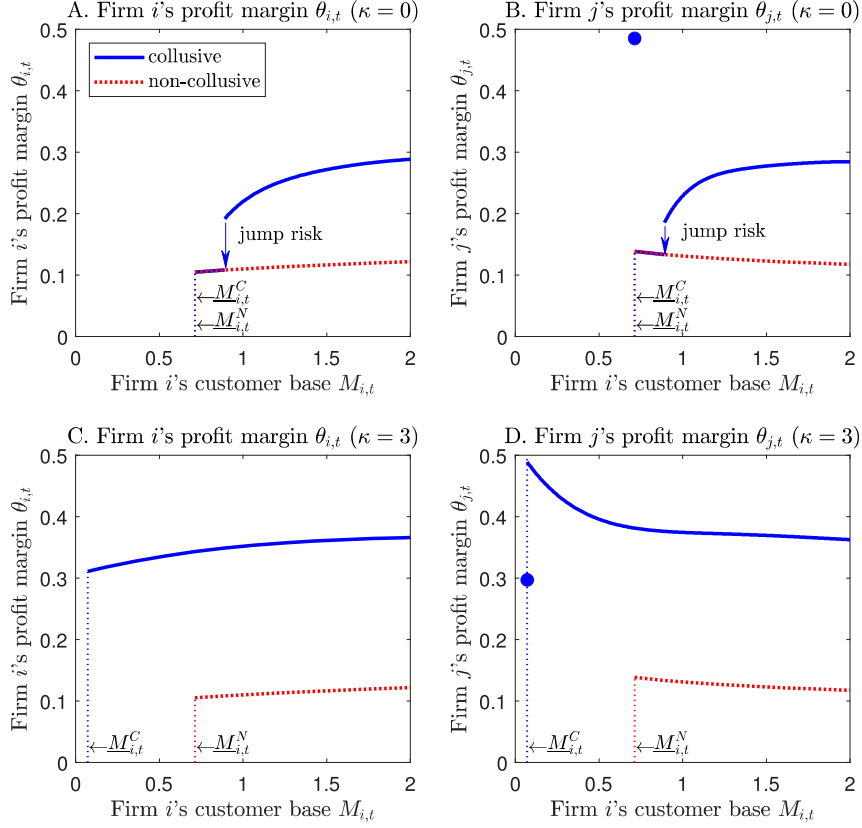 A. Firm i's profit margin θ_{i,t} (κ = 0)
Firm i's profit margin θ_{i,t}
0.5
0.4
0.3
0.2
0.1
0
collusive
non-collusive
jump risk
←M^C_{i,t}
←M^N_{i,t}
0 0.5 1 1.5 2
Firm i's customer base M_{i,t}
B. Firm j's profit margin θ_{j,t} (κ = 0)
Firm j's profit margin θ_{j,t}
0.5
0.4
0.3
0.2
0.1
0
jump risk
←M^C_{i,t}
←M^N_{i,t}
0 0.5 1 1.5 2
Firm i's customer base M_{i,t}
C. Firm i's profit margin θ_{i,t} (κ = 3)
Firm i's profit margin θ_{i,t}
0.5
0.4
0.3
0.2
0.1
0
←M^C_{i,t} ←M^N_{i,t}
0 0.5 1 1.5 2
Firm i's customer base M_{i,t}
D. Firm j's profit margin θ_{j,t} (κ = 3)
Firm j's profit margin θ_{j,t}
0.5
0.4
0.3
0.2
0.1
0
←M^C_{i,t} ←M^N_{i,t}
0 0.5 1 1.5 2
Firm i's customer base M_{i,t}